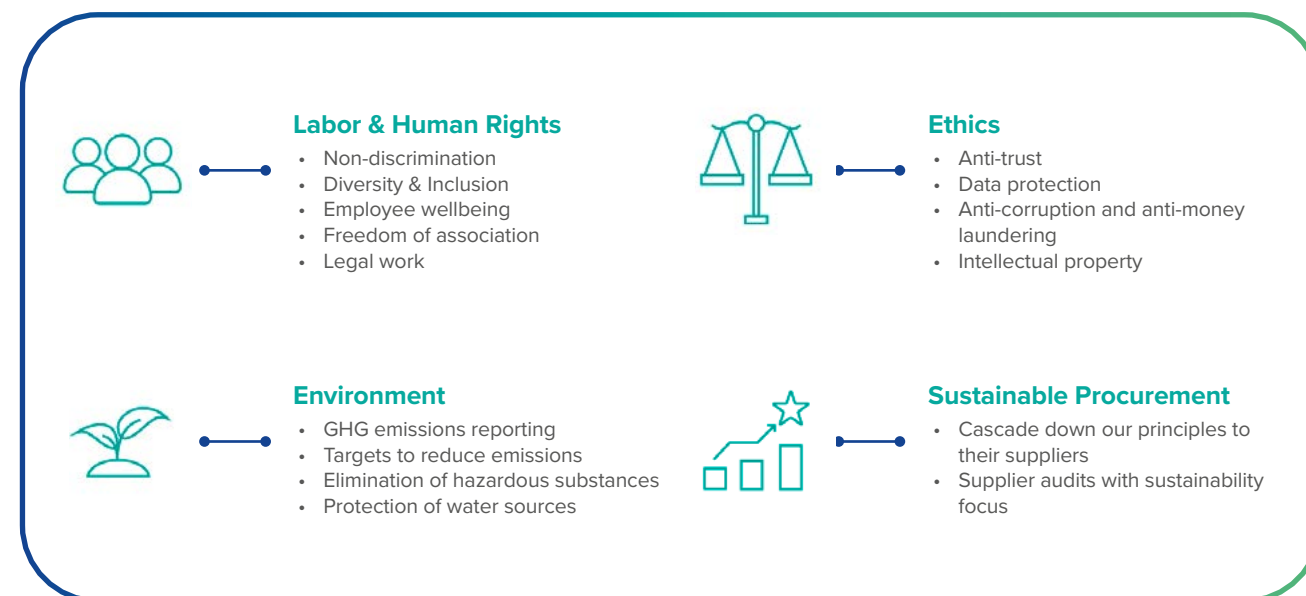 Labor & Human Rights
• Non-discrimination
• Diversity & Inclusion
• Employee wellbeing
• Freedom of association
• Legal work
Ethics
• Anti-trust
• Data protection
• Anti-corruption and anti-money
laundering
• Intellectual property
Environment
• GHG emissions reporting
• Targets to reduce emissions
• Elimination of hazardous substances
• Protection of water sources
Sustainable Procurement
• Cascade down our principles to
their suppliers
• Supplier audits with sustainability
focus